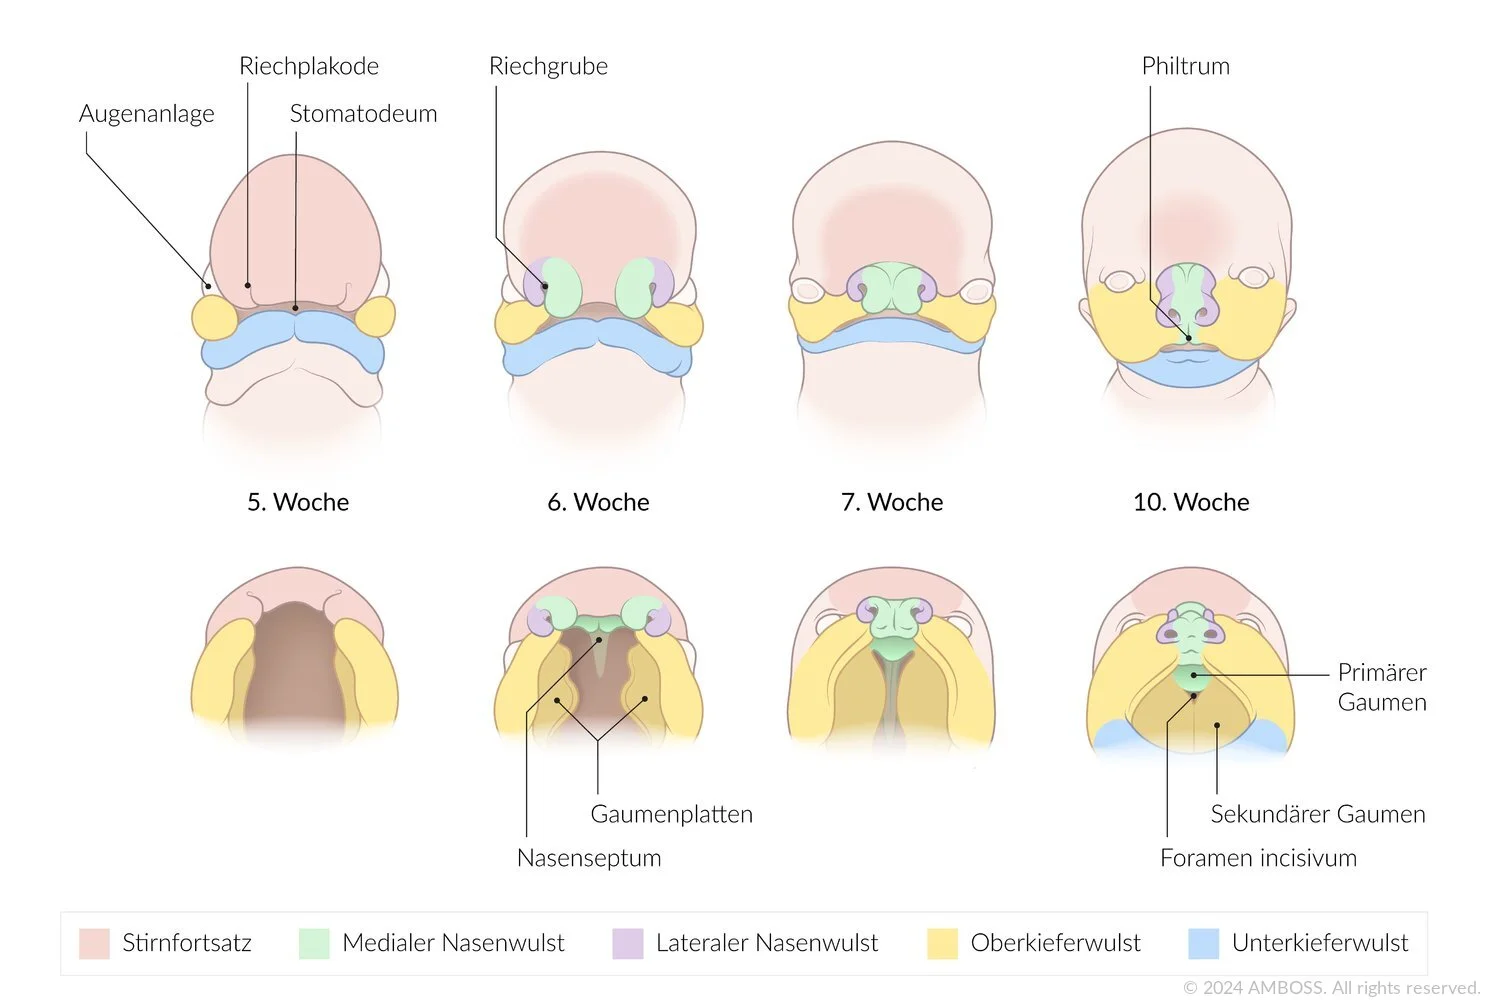 Riechplakode
Riechgrube
Philtrum
Augenanlage
Stomatodeum
5. Woche
6. Woche
7. Woche
10. Woche
Primärer
Gaumen
Gaumenplatten
Sekundärer Gaumen
Nasenseptum
Foramen incisivum
Stirnfortsatz
Medialer Nasenwulst
Lateraler Nasenwulst
Oberkieferwulst
Unterkieferwulst
© 2024 AMBOSS. All rights reserved.